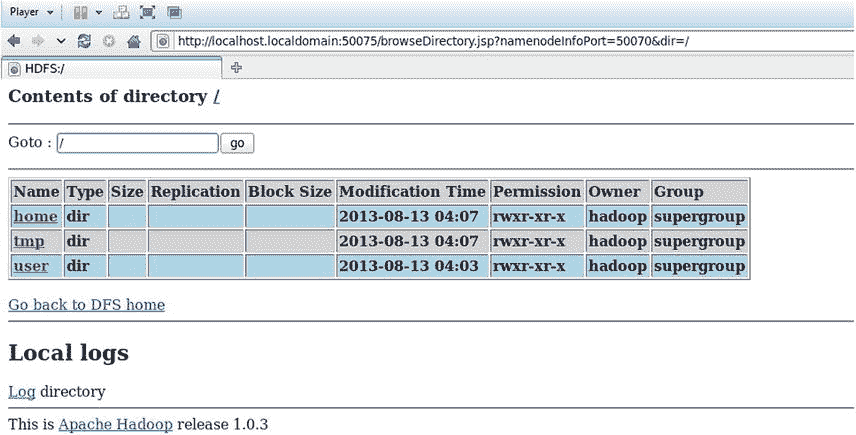 Player
http://localhost.localdomain:50075/browseDirectory.jsp?namenodeInfoPort=50070&dir=/
HDFS:/
Contents of directory /
Goto : / go
Name Type Size Replication Block Size Modification Time Permission Owner Group
home dir 2013-08-13 04:07 rwxr-xr-x hadoop supergroup
tmp dir 2013-08-13 04:07 rwxr-xr-x hadoop supergroup
user dir 2013-08-13 04:03 rwxr-xr-x hadoop supergroup
Go back to DFS home
Local logs
Log directory
This is Apache Hadoop release 1.0.3